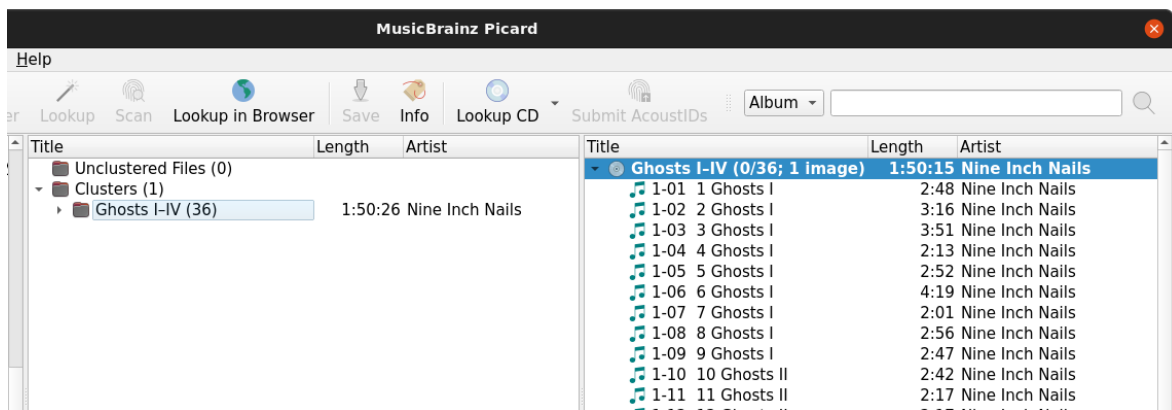 MusicBrainz Picard
Help
Lookup Scan Lookup in Browser Save Info Lookup CD Submit AcoustIDs Album
Title Length Artist
Unclustered Files (0)
Clusters (1)
Ghosts I–IV (36) 1:50:26 Nine Inch Nails
Title Length Artist
Ghosts I–IV (0/36; 1 image) 1:50:15 Nine Inch Nails
1-01 1 Ghosts I 2:48 Nine Inch Nails
1-02 2 Ghosts I 3:16 Nine Inch Nails
1-03 3 Ghosts I 3:51 Nine Inch Nails
1-04 4 Ghosts I 2:13 Nine Inch Nails
1-05 5 Ghosts I 2:52 Nine Inch Nails
1-06 6 Ghosts I 4:19 Nine Inch Nails
1-07 7 Ghosts I 2:01 Nine Inch Nails
1-08 8 Ghosts I 2:56 Nine Inch Nails
1-09 9 Ghosts I 2:47 Nine Inch Nails
1-10 10 Ghosts II 2:42 Nine Inch Nails
1-11 11 Ghosts II 2:17 Nine Inch Nails